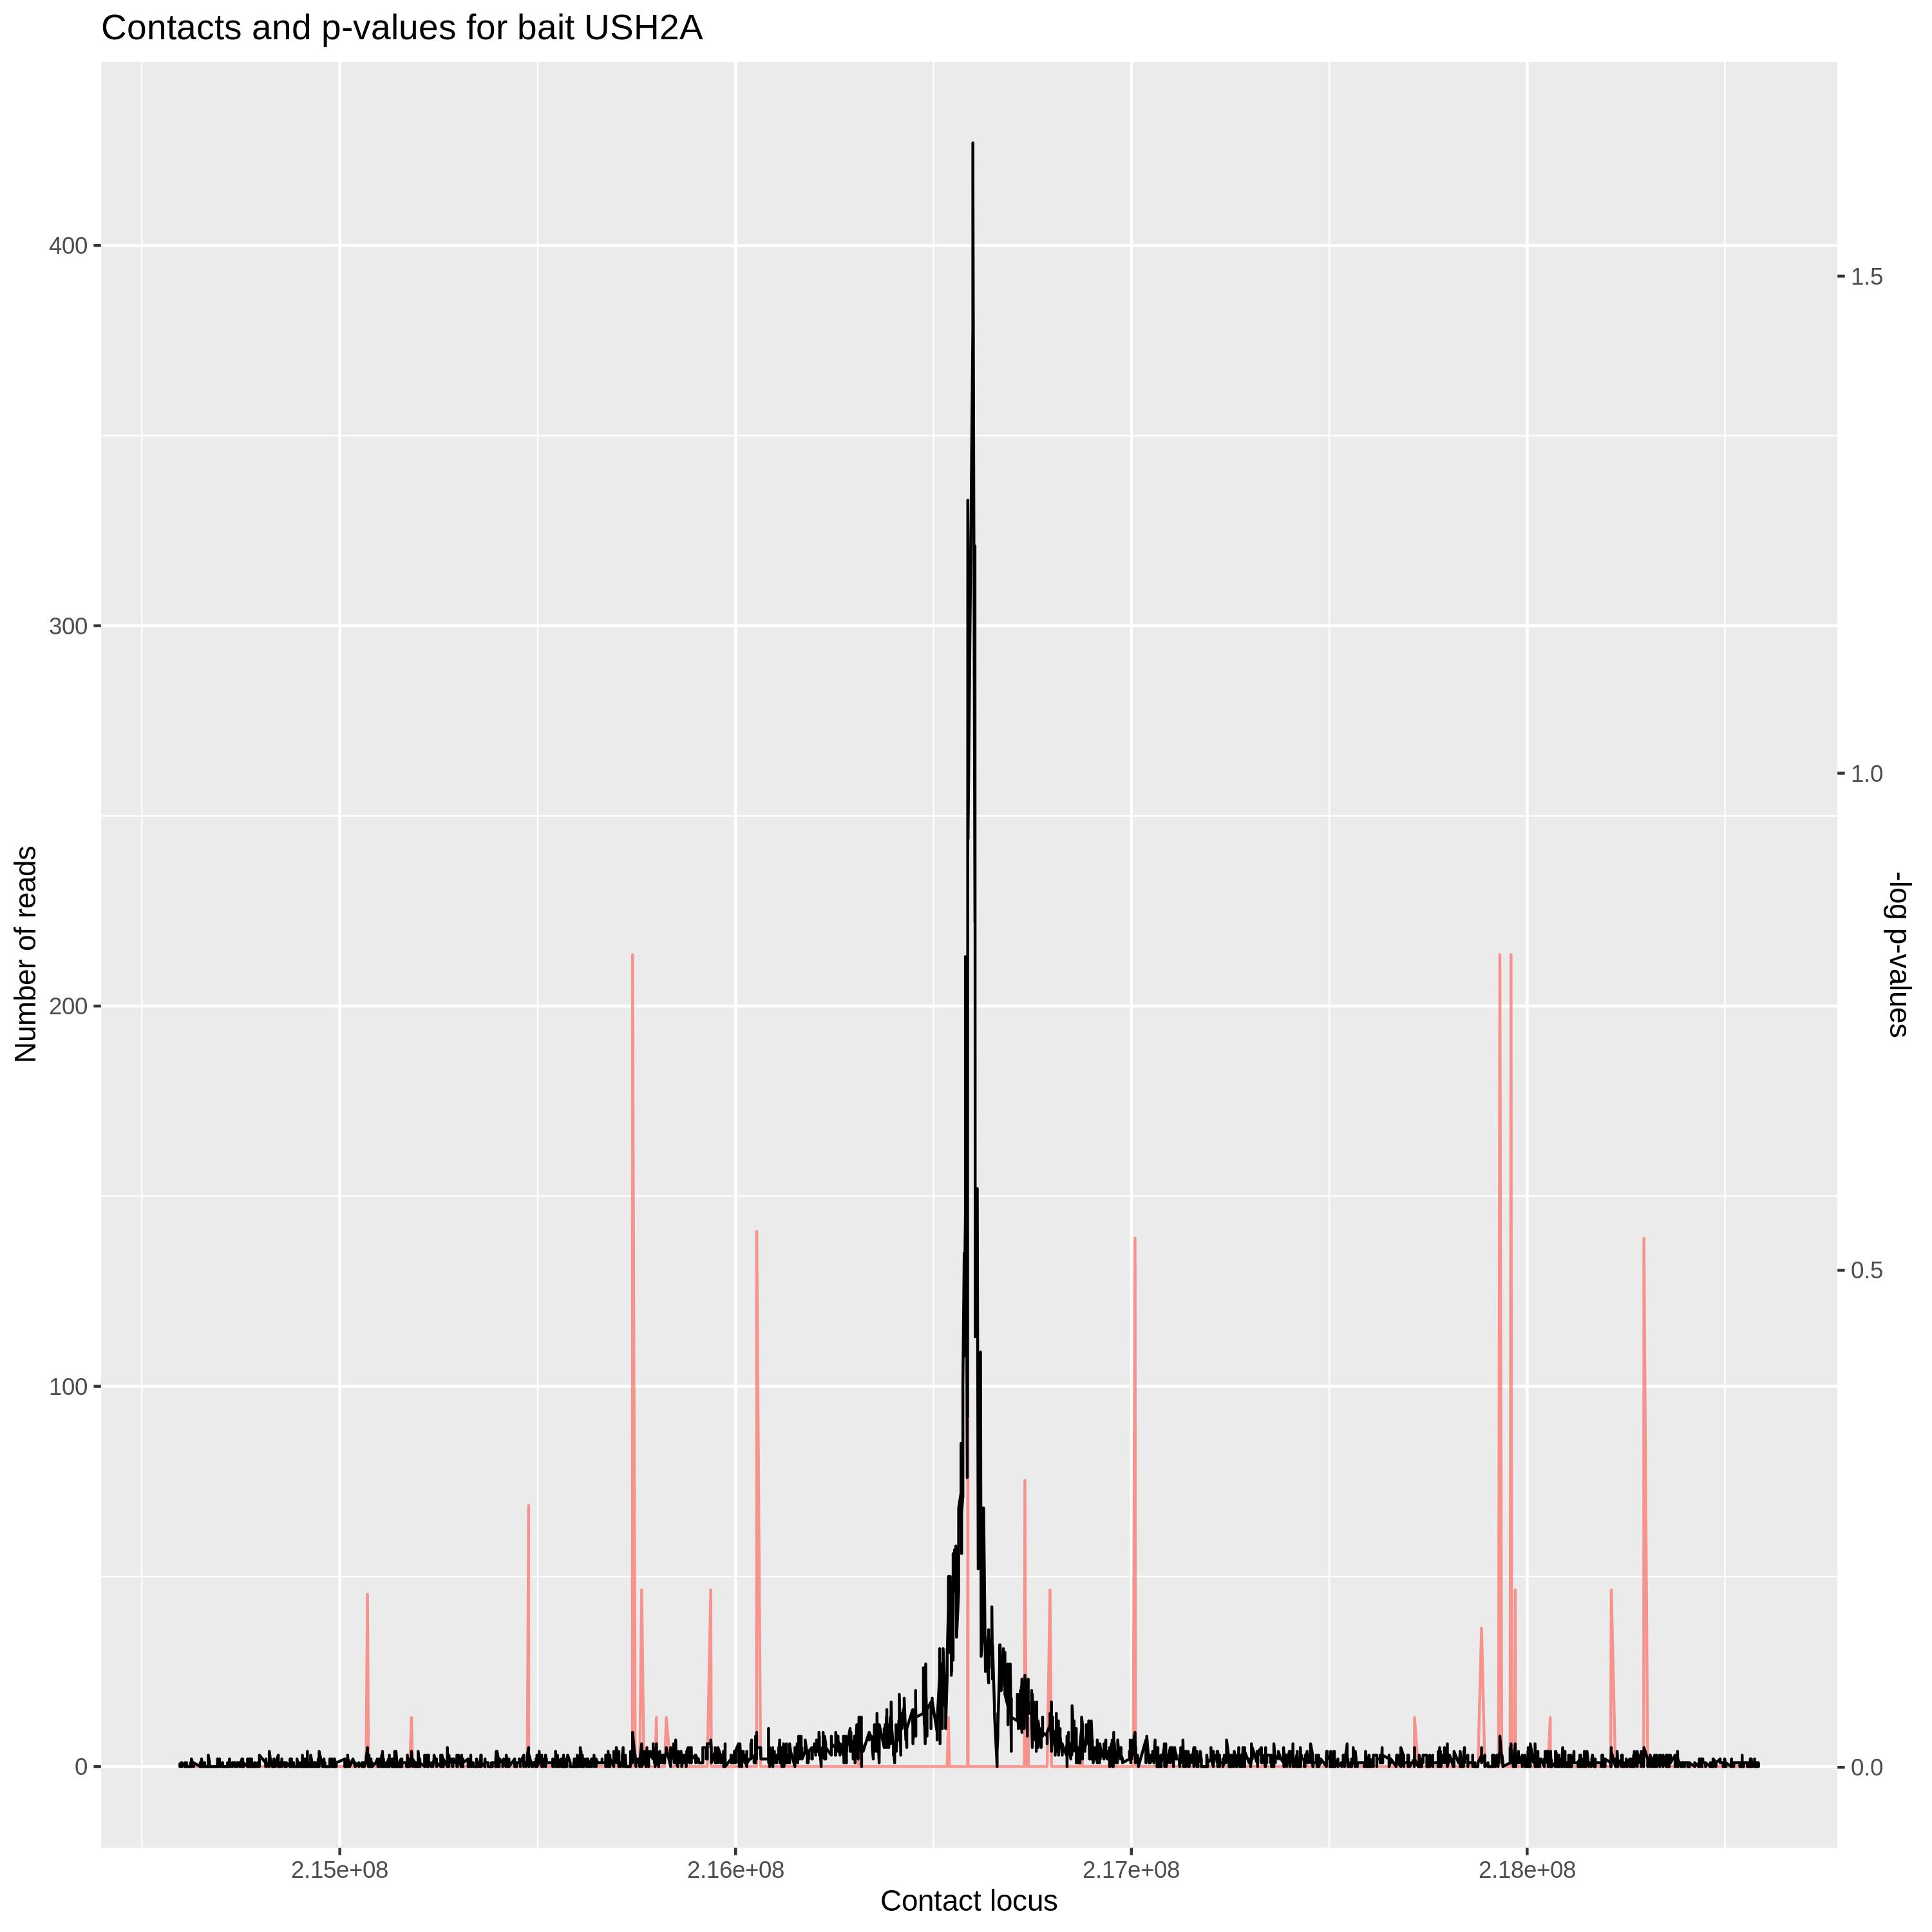 Contacts and p-values for bait USH2A
400
300
200
100
0
Number of reads
1.5
1.0
0.5
0.0
-log p-values
2.15e+08
2.16e+08
2.17e+08
2.18e+08
Contact locus